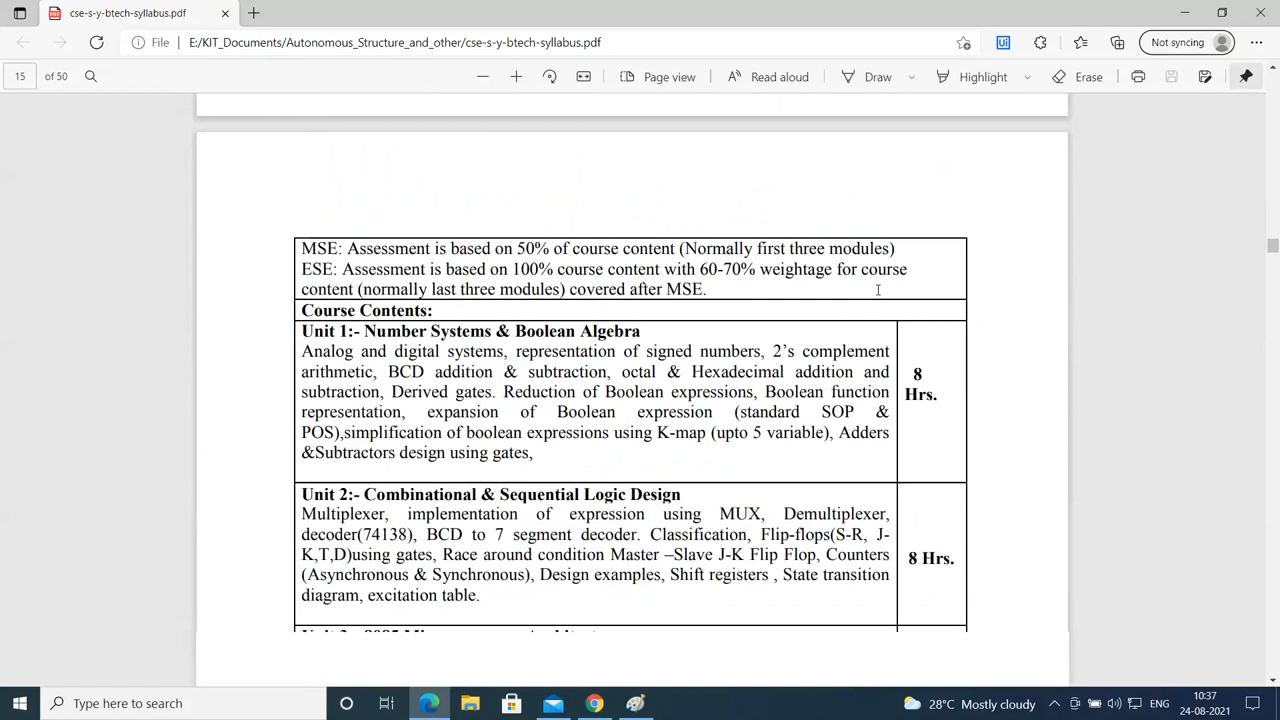 cse-s-y-btech-syllabus.pdf
File E:/KIT_Documents/Autonomous_Structure_and_other/cse-s-y-btech-syllabus.pdf Not syncing
15 of 50 Page view Read aloud Draw Highlight Erase
MSE: Assessment is based on 50% of course content (Normally first three modules)
ESE: Assessment is based on 100% course content with 60-70% weightage for course
content (normally last three modules) covered after MSE.
Course Contents:
Unit 1:- Number Systems & Boolean Algebra
Analog and digital systems, representation of signed numbers, 2’s complement
arithmetic, BCD addition & subtraction, octal & Hexadecimal addition and
subtraction, Derived gates. Reduction of Boolean expressions, Boolean function
representation, expansion of Boolean expression (standard SOP &
POS),simplification of boolean expressions using K-map (upto 5 variable), Adders
&Subtractors design using gates,
8
Hrs.
Unit 2:- Combinational & Sequential Logic Design
Multiplexer, implementation of expression using MUX, Demultiplexer,
decoder(74138), BCD to 7 segment decoder. Classification, Flip-flops(S-R, J-
K,T,D)using gates, Race around condition Master –Slave J-K Flip Flop, Counters
(Asynchronous & Synchronous), Design examples, Shift registers , State transition
diagram, excitation table.
8 Hrs.
Type here to search
28°C Mostly cloudy ENG
10:37
24-08-2021